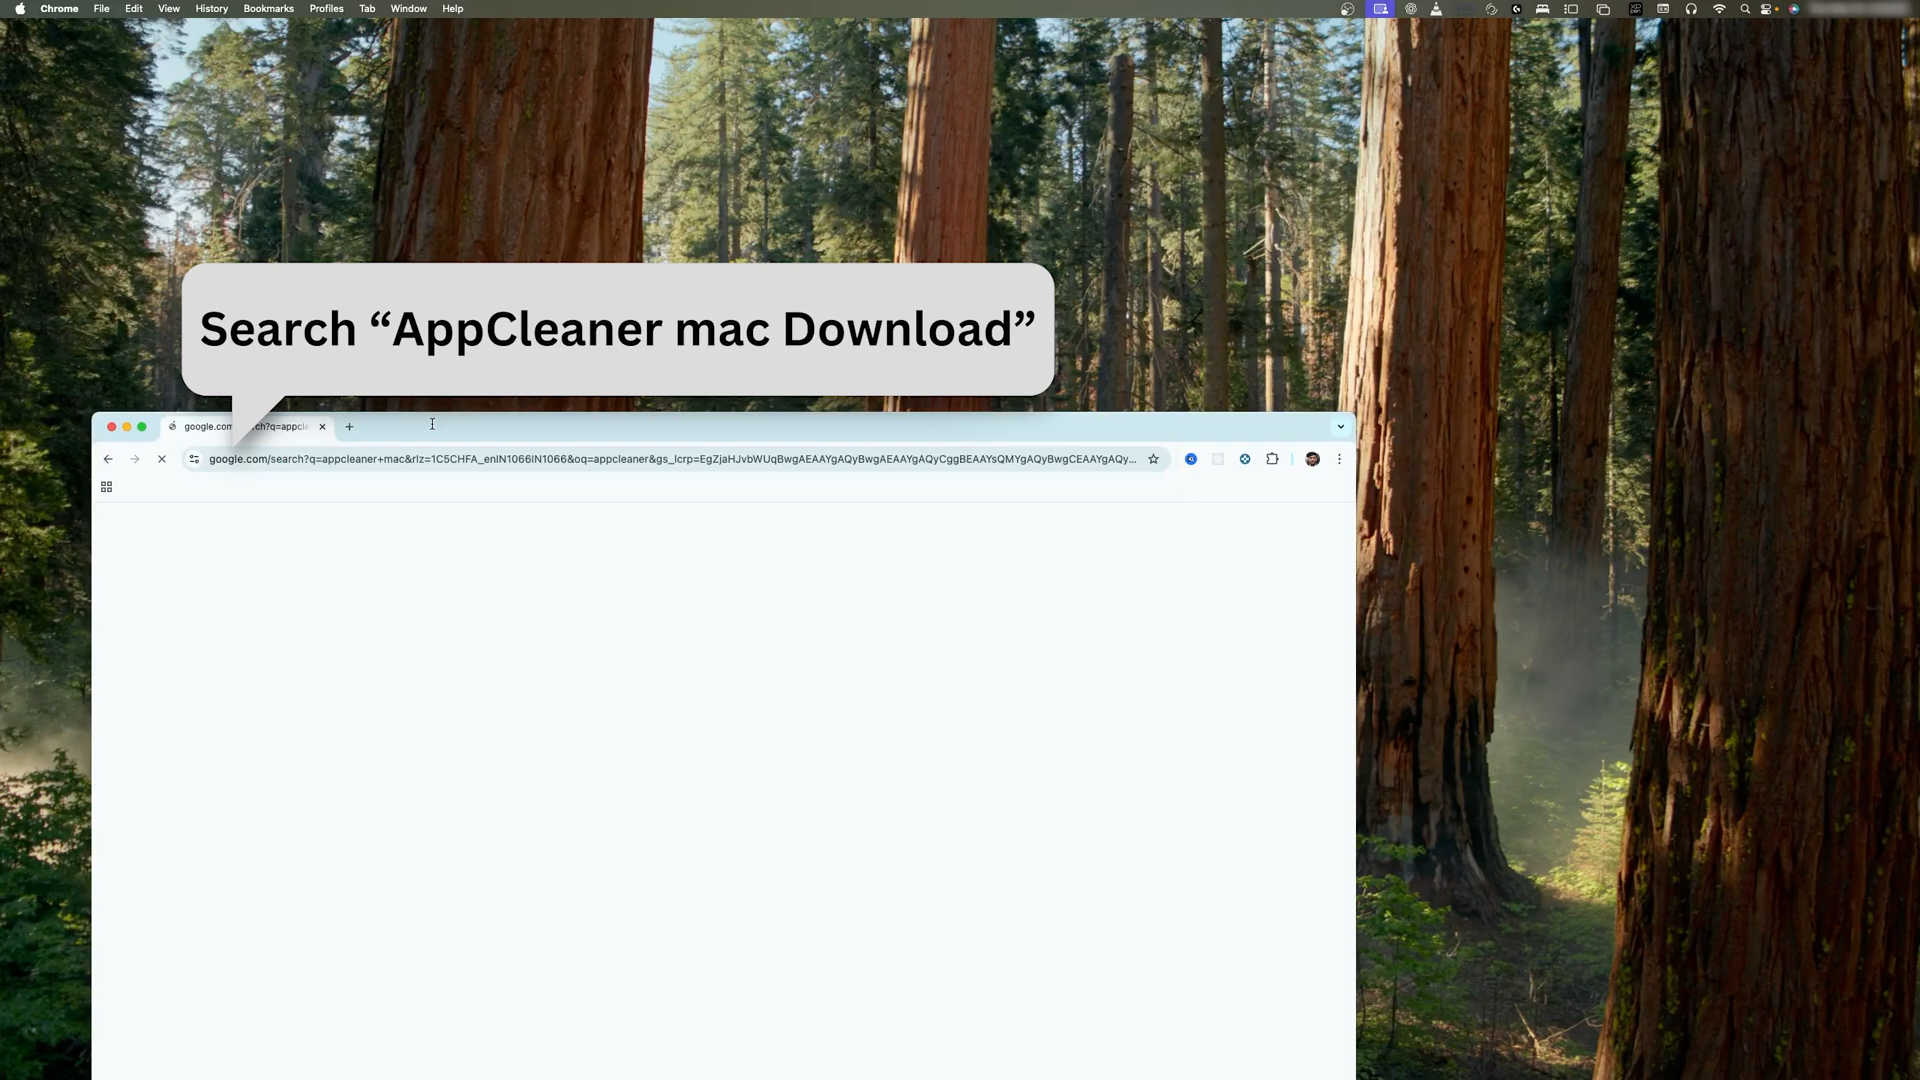 Chrome File Edit View History Bookmarks Profiles Tab Window Help
Search “AppCleaner mac Download”
google.com
ch?q=appcle
google.com/search?q=appcleaner+mac&rlz=1C5CHFA_enIN1066IN1066&oq=appcleaner&gs_lcrp=EgZjaHJvbWUqBwgAEAAYgAQyBwgAEAAYgAQyCggBEAAYsQMYgAQyBwgCEAAYgAQy...